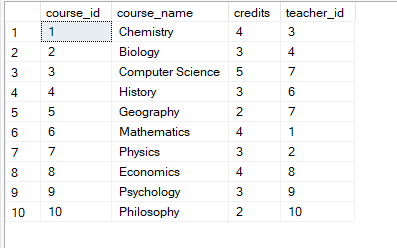 course_id course_name credits teacher_id
1 1 Chemistry 4 3
2 2 Biology 3 4
3 3 Computer Science 5 7
4 4 History 3 6
5 5 Geography 2 7
6 6 Mathematics 4 1
7 7 Physics 3 2
8 8 Economics 4 8
9 9 Psychology 3 9
10 10 Philosophy 2 10